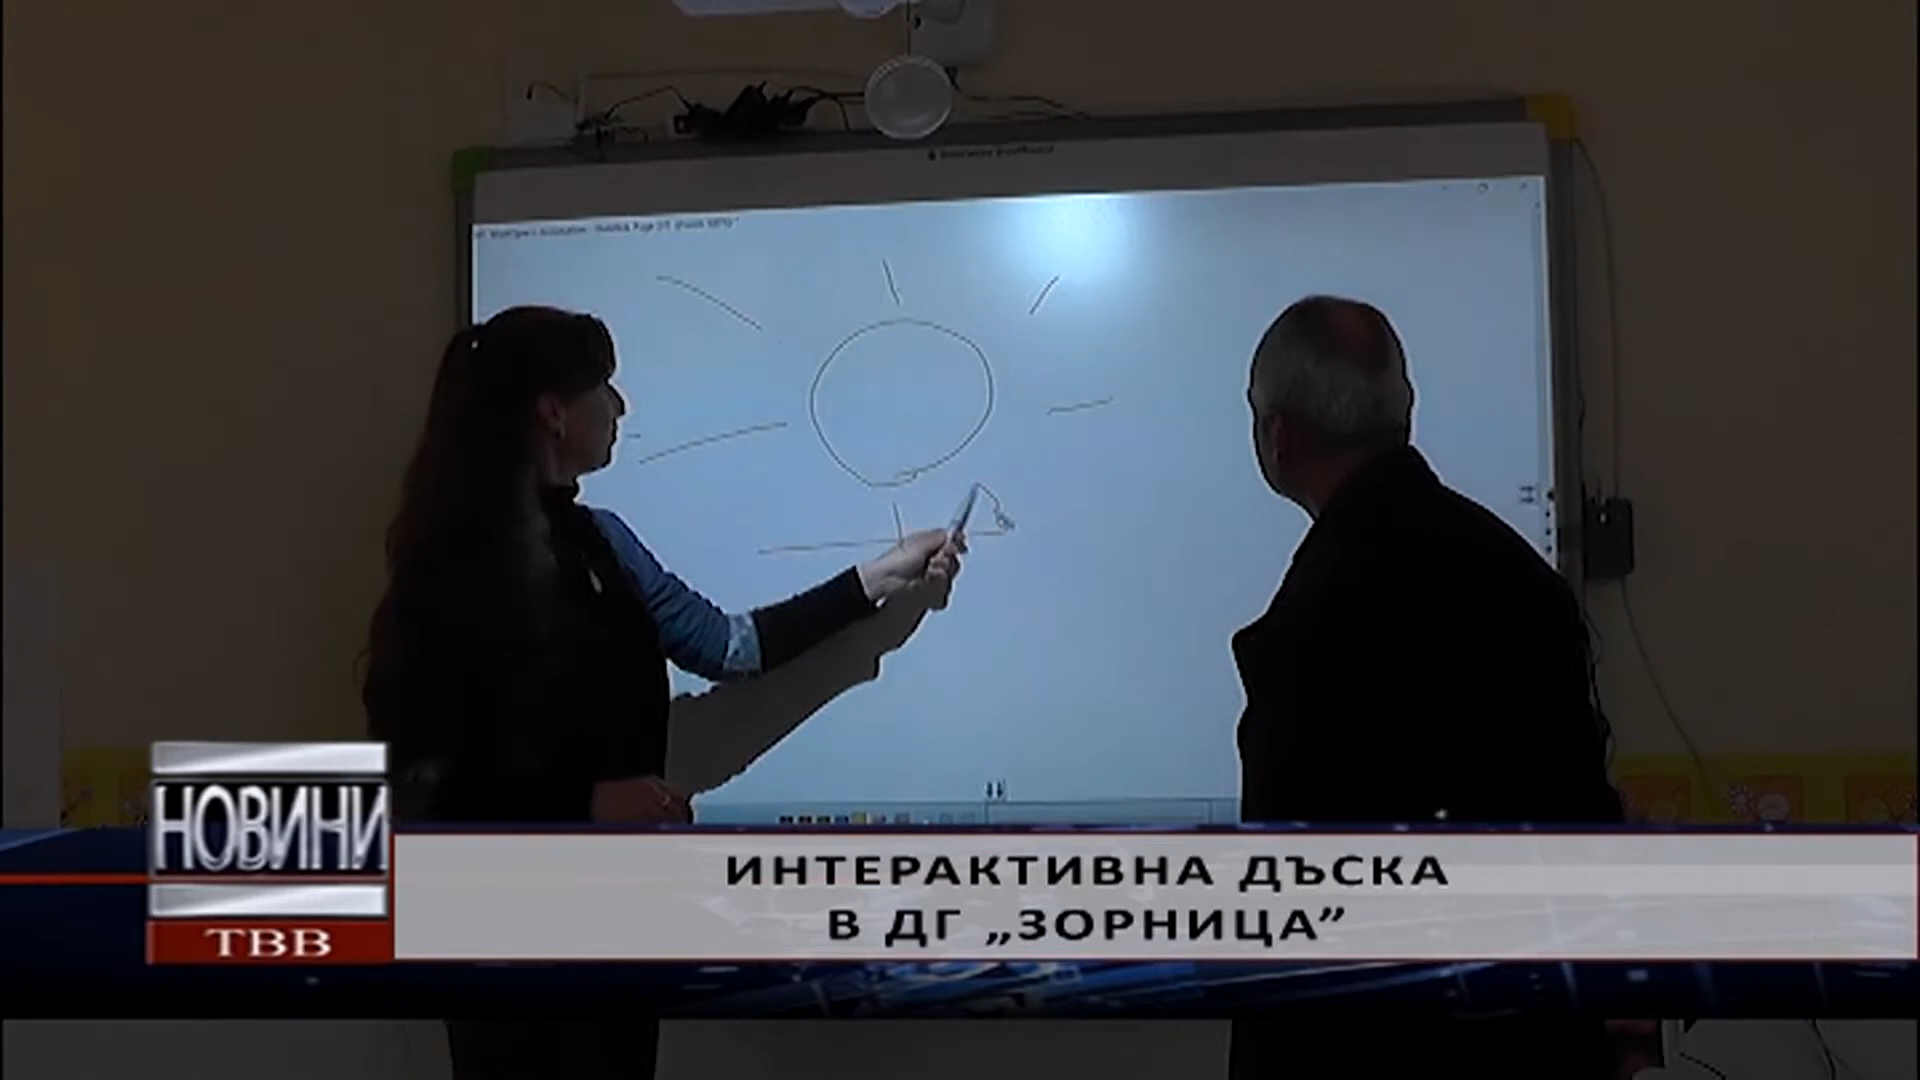 НОВИНИ
ТВВ
ИНТЕРАКТИВНА ДЪСКА
В ДГ „ЗОРНИЦА”